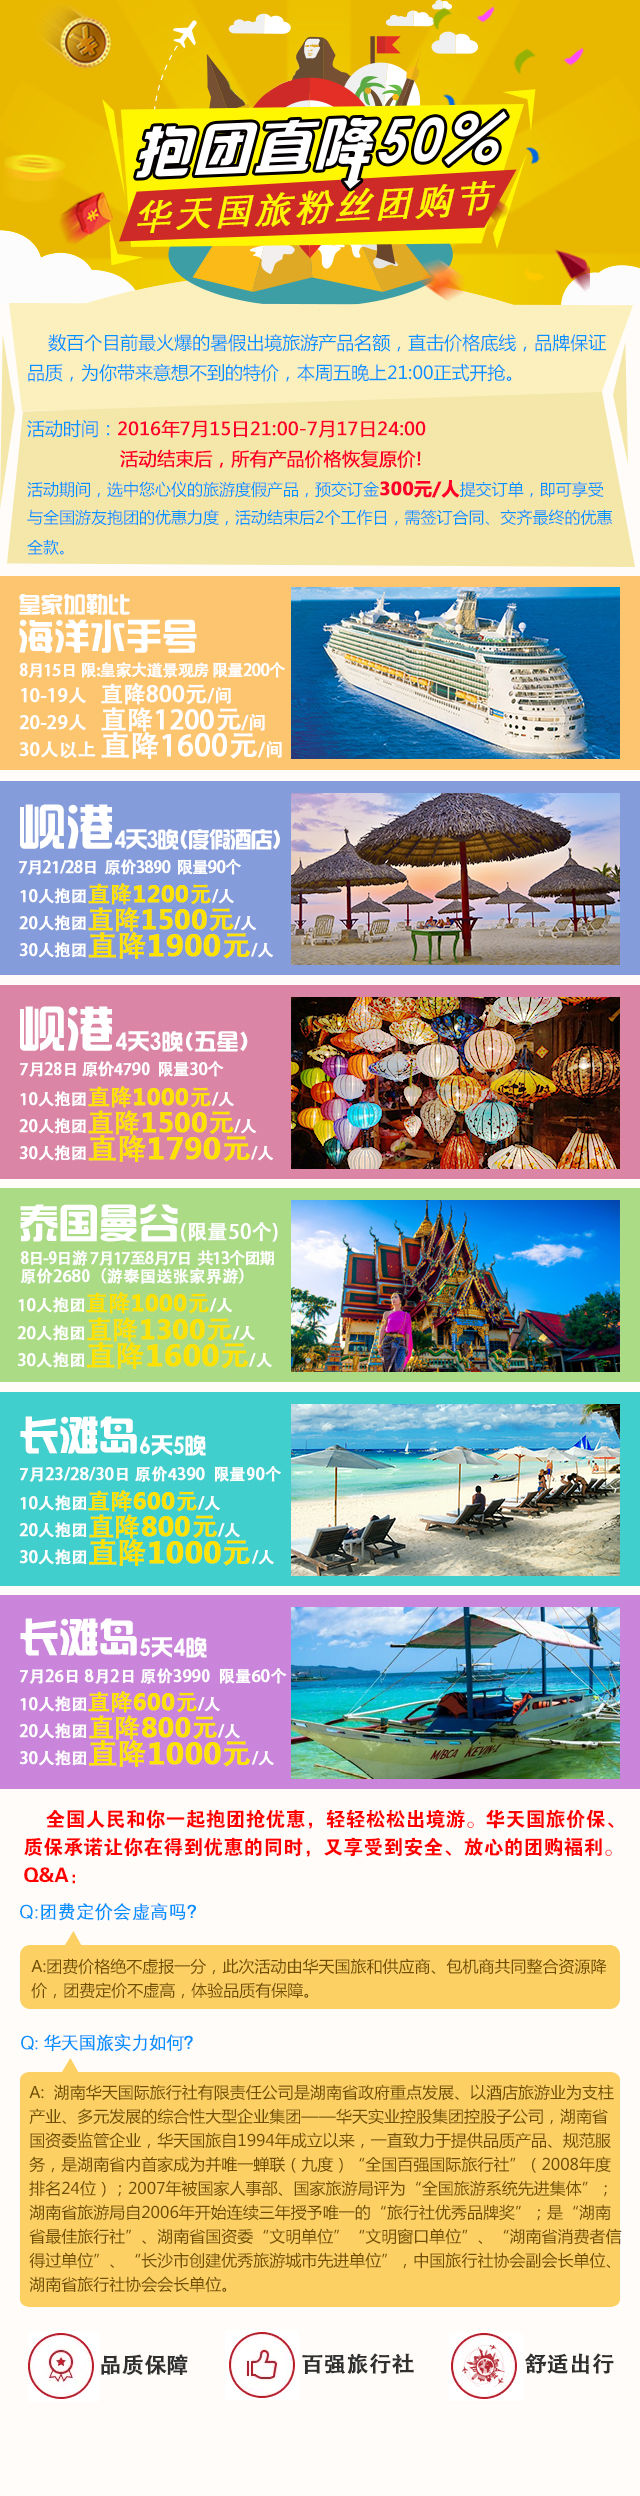 抱团直降50%
华天国旅粉丝团购节
数百个目前最火爆的暑假出境旅游产品名额，直击价格底线，品牌保证
品质，为你带来意想不到的特价，本周五晚上21:00正式开抢。
活动时间：2016年7月15日21:00-7月17日24:00
活动结束后，所有产品价格恢复原价!
活动期间，选中您心仪的旅游度假产品，预交订金300元/人提交订单，即可享受
与全国游友抱团的优惠力度，活动结束后2个工作日，需签订合同、交齐最终的优惠
全款。
皇家加勒比
海洋水手号
8月15日 限:皇家大道景观房 限量200个
10-19人 直降800元/间
20-29人 直降1200元/间
30人以上 直降1600元/间
岘港4天3晚(度假酒店)
7月21/28日 原价3890 限量90个
10人抱团直降1200元/人
20人抱团直降1500元/人
30人抱团直降1900元/人
岘港4天3晚(五星)
7月28日 原价4790 限量30个
10人抱团直降1000元/人
20人抱团直降1500元/人
30人抱团直降1790元/人
泰国曼谷(限量50个)
8日-9日游 7月17至8月7日 共13个团期
原价2680（游泰国送张家界游）
10人抱团直降1000元/人
20人抱团直降1300元/人
30人抱团直降1600元/人
长滩岛6天5晚
7月23/28/30日 原价4390 限量90个
10人抱团直降600元/人
20人抱团直降800元/人
30人抱团直降1000元/人
长滩岛5天4晚
7月26日 8月2日 原价3990 限量60个
10人抱团直降600元/人
20人抱团直降800元/人
30人抱团直降1000元/人
M/BCA KEVIN-1
全国人民和你一起抱团抢优惠，轻轻松松出境游。华天国旅价保、
质保承诺让你在得到优惠的同时，又享受到安全、放心的团购福利。
Q&A：
Q:团费定价会虚高吗?
A:团费价格绝不虚报一分，此次活动由华天国旅和供应商、包机商共同整合资源降
价，团费定价不虚高，体验品质有保障。
Q: 华天国旅实力如何?
A: 湖南华天国际旅行社有限责任公司是湖南省政府重点发展、以酒店旅游业为支柱
产业、多元发展的综合性大型企业集团——华天实业控股集团控股子公司，湖南省
国资委监管企业，华天国旅自1994年成立以来，一直致力于提供品质产品、规范服
务，是湖南省内首家成为并唯一蝉联（九度）“全国百强国际旅行社”（2008年度
排名24位）；2007年被国家人事部、国家旅游局评为“全国旅游系统先进集体”；
湖南省旅游局自2006年开始连续三年授予唯一的“旅行社优秀品牌奖”；是“湖南
省最佳旅行社”、湖南省国资委“文明单位”“文明窗口单位”、“湖南省消费者信
得过单位”、“长沙市创建优秀旅游城市先进单位”，中国旅行社协会副会长单位、
湖南省旅行社协会会长单位。
品质保障
百强旅行社
舒适出行